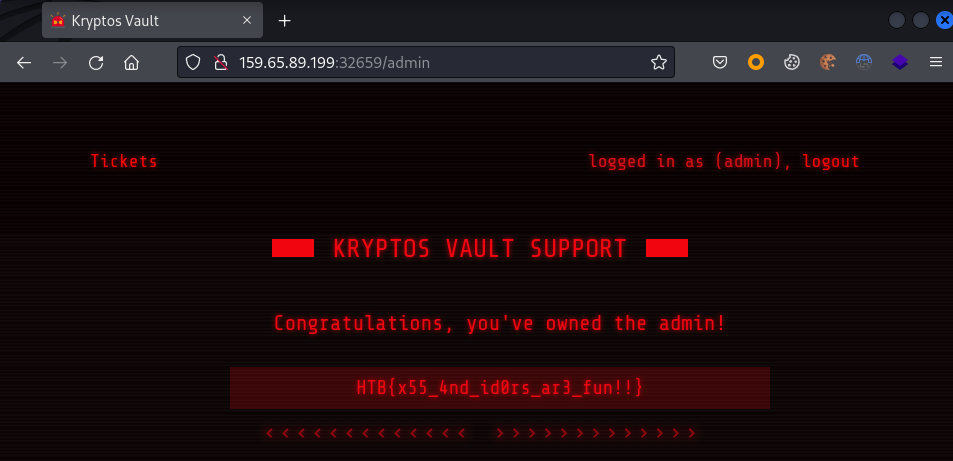 Kryptos Vault
159.65.89.199:32659/admin
Tickets
logged in as (admin), logout
KRYPTOS VAULT SUPPORT
Congratulations, you've owned the admin!
HTB{x55_4nd_id0rs_ar3_fun!!}
< < < < < < < < < < < < < > > > > > > > > > > > > >